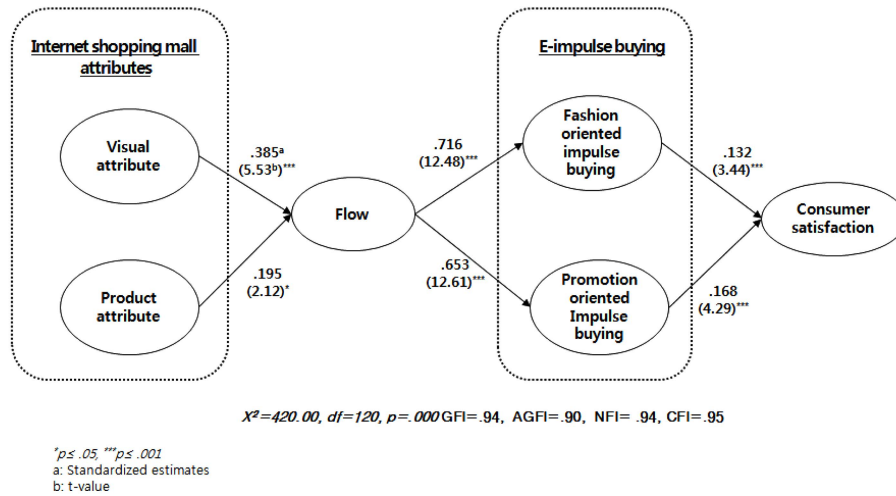 Internet shopping mall
attributes
E-impulse buying
Visual
attribute
.385a
(5.53b)***
.716
(12.48)***
Fashion
oriented
impulse
buying
.132
(3.44)***
Flow
Consumer
satisfaction
Product
attribute
.195
(2.12)*
.653
(12.61)***
Promotion
oriented
Impulse
buying
.168
(4.29)***
X²=420.00, df=120, p=.000 GFI=.94, AGFI=.90, NFI= .94, CFI=.95
*p≤ .05, ***p≤ .001
a: Standardized estimates
b: t-value